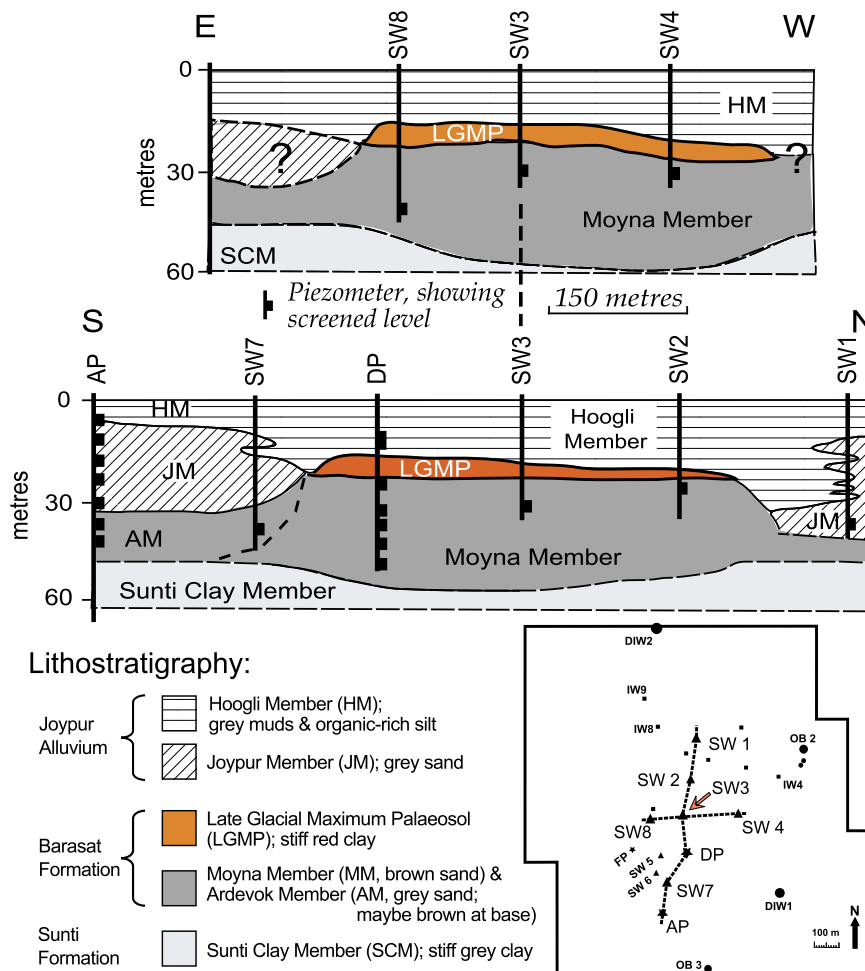 E
W
SW8
SW3
SW4
0
30
60
metres
HM
LGMP
?
?
Moyna Member
SCM
Piezometer, showing
screened level
150 metres
S
N
AP
SW7
DP
SW3
SW2
SW1
0
30
60
metres
HM
Hoogli
Member
JM
LGMP
JM
AM
Moyna Member
Sunti Clay Member
Lithostratigraphy:
Joypur
Alluvium
Hoogli Member (HM);
grey muds & organic-rich silt
Joypur Member (JM); grey sand
Barasat
Formation
Late Glacial Maximum Palaeosol
(LGMP); stiff red clay
Moyna Member (MM, brown sand) &
Ardevok Member (AM, grey sand;
maybe brown at base)
Sunti
Formation
Sunti Clay Member (SCM); stiff grey clay
DIW2
IW9
IW8
SW 1
OB 2
SW 2
SW3
IW4
SW8
SW 4
FP
SW 5
DP
SW 6
SW7
DIW1
AP
N
100 m
OB 3